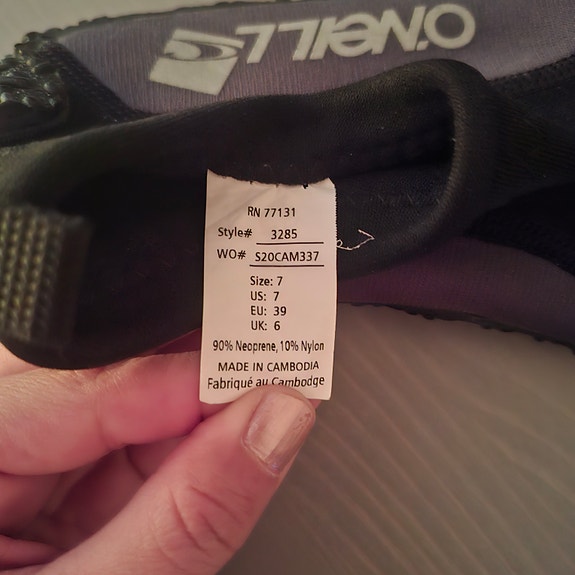 O'NEILL
RN 77131
Style# 3285
WO# S20CAM337
Size: 7
US: 7
EU: 39
UK: 6
90% Neoprene, 10% Nylon
MADE IN CAMBODIA
Fabriqué au Cambodge